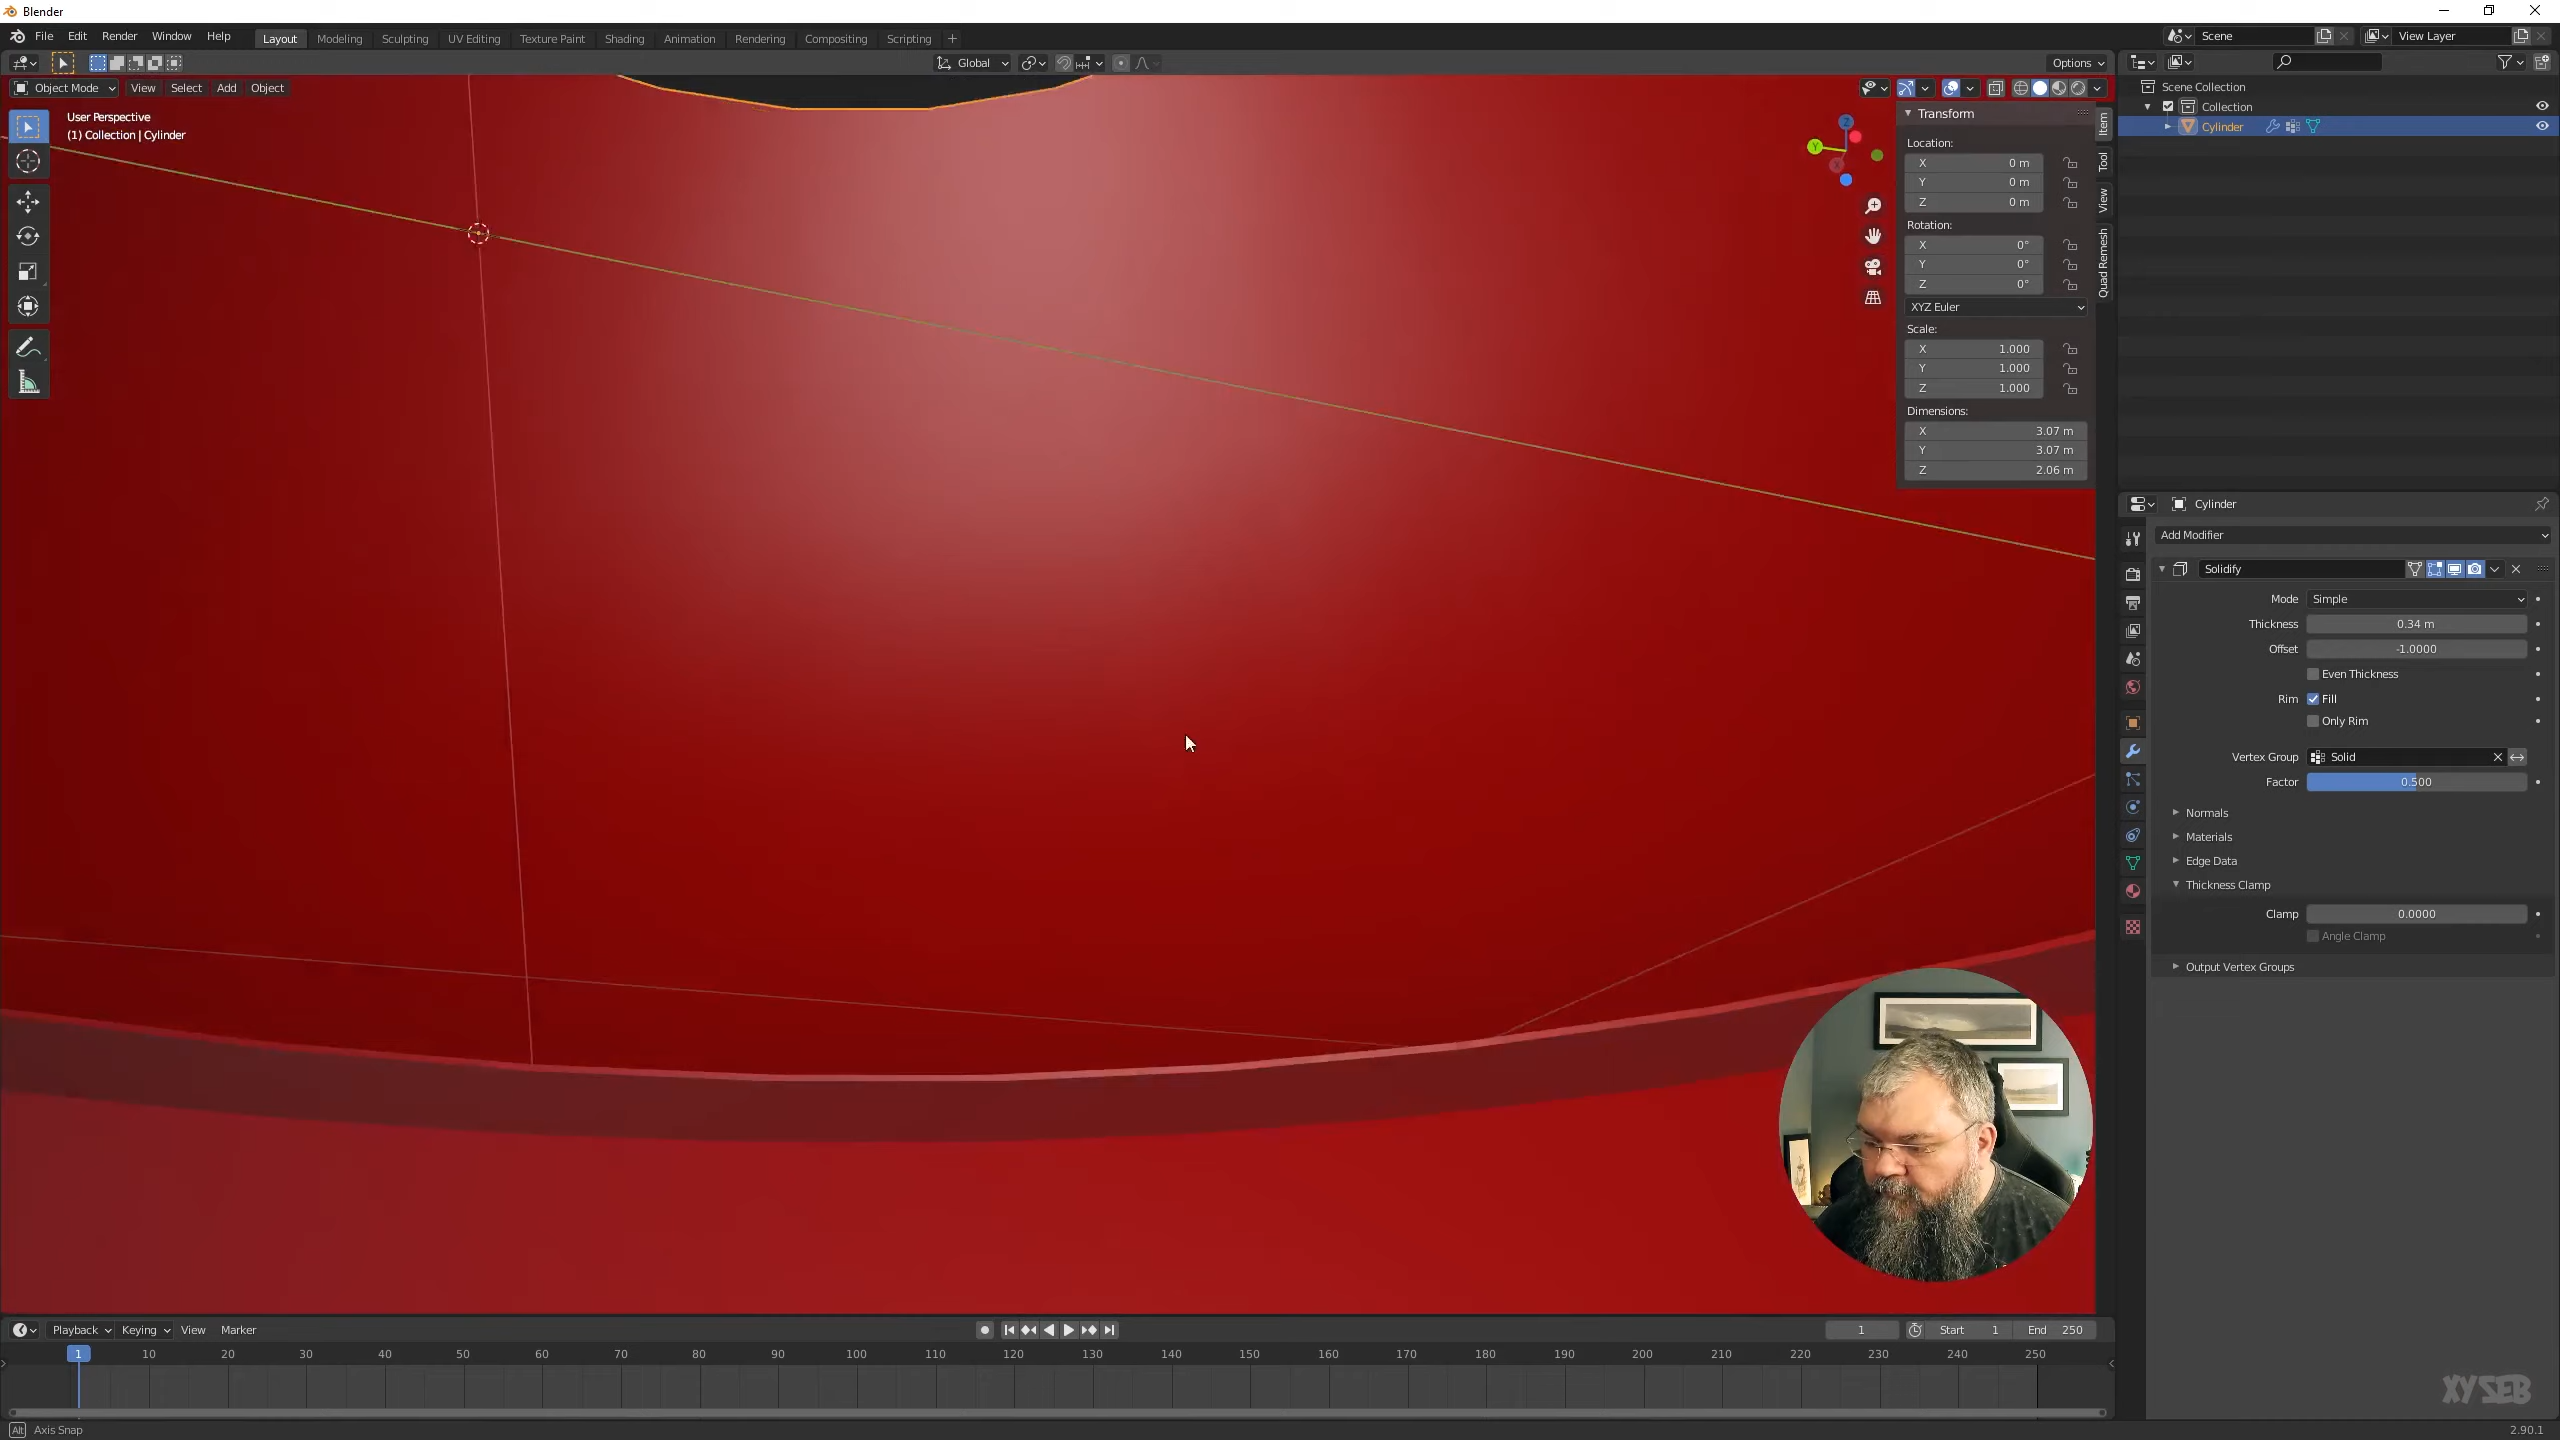 Blender
File Edit Render Window Help
Layout Modeling Sculpting UV Editing Texture Paint Shading Animation Rendering Compositing Scripting +
Scene
View Layer
Global
Options
Object Mode View Select Add Object
User Perspective
(1) Collection | Cylinder
Y
Z
Transform
Location:
X 0 m
Y 0 m
Z 0 m
Rotation:
X 0°
Y 0°
Z 0°
XYZ Euler
Scale:
X 1.000
Y 1.000
Z 1.000
Dimensions:
X 3.07 m
Y 3.07 m
Z 2.06 m
Item
Tool
View
Quad Remesh
Scene Collection
Collection
Cylinder
Cylinder
Add Modifier
Solidify
Mode Simple
Thickness 0.34 m
Offset -1.0000
Even Thickness
Rim Fill
Only Rim
Vertex Group Solid
Factor 0.500
Normals
Materials
Edge Data
Thickness Clamp
Clamp 0.0000
Angle Clamp
Output Vertex Groups
Playback Keying View Marker
1 Start 1 End 250
1 10 20 30 40 50 60 70 80 90 100 110 120 130 140 150 160 170 180 190 200 210 220 230 240 250
XYSEB
Alt Axis Snap
2.90.1